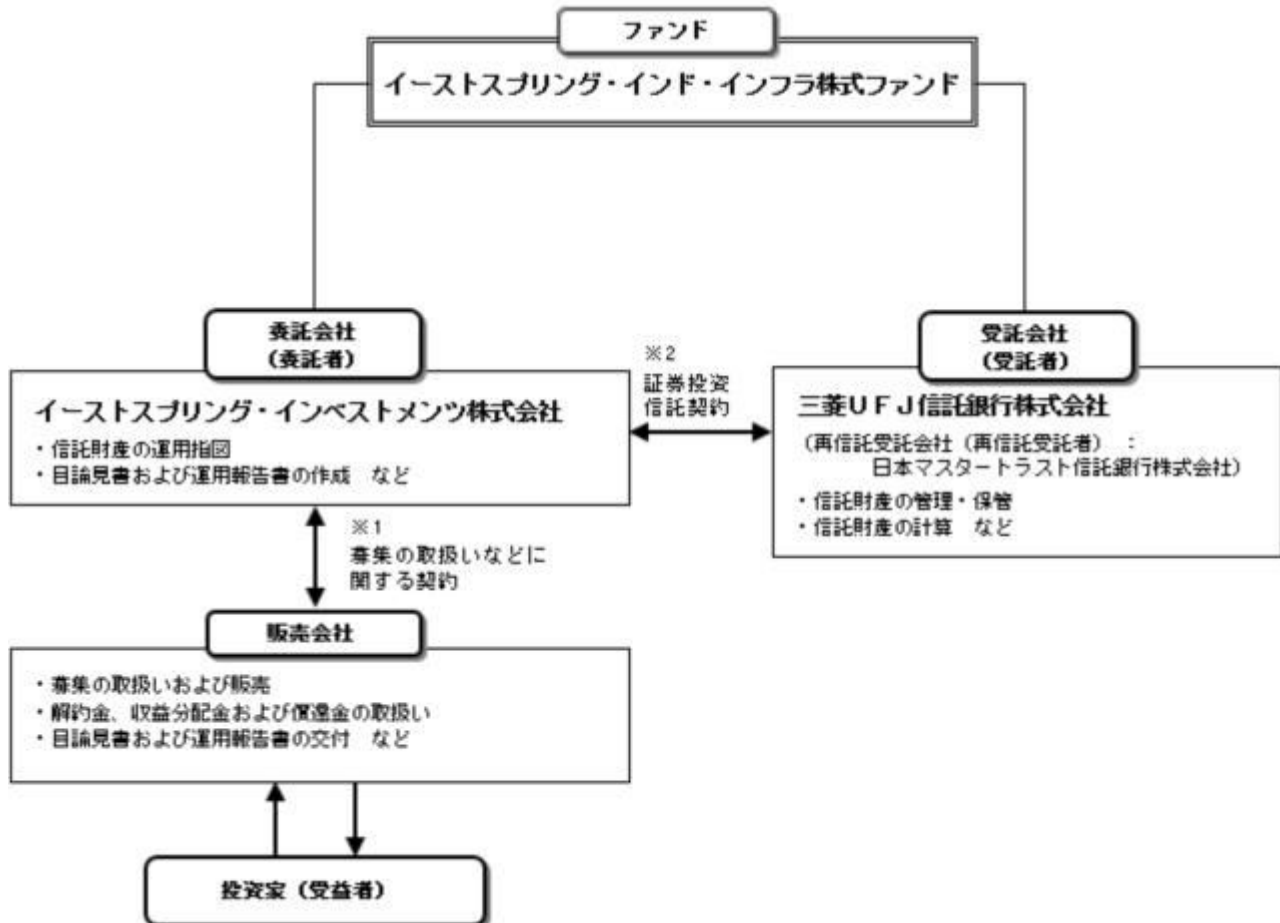 ファンド
イーストスプリング・インド・インフラ株式ファンド
委託会社
（委託者）
イーストスプリング・インベストメンツ株式会社
・信託財産の運用指図
・目論見書および運用報告書の作成　など
※2
証券投資
信託契約
受託会社
（受託者）
三菱ＵＦＪ信託銀行株式会社
（再信託受託会社（再信託受託者）　：
日本マスタートラスト信託銀行株式会社）
・信託財産の管理・保管
・信託財産の計算　など
※1
募集の取扱いなどに
関する契約
販売会社
・募集の取扱いおよび販売
・解約金、収益分配金および償還金の取扱い
・目論見書および運用報告書の交付　など
投資家（受益者）